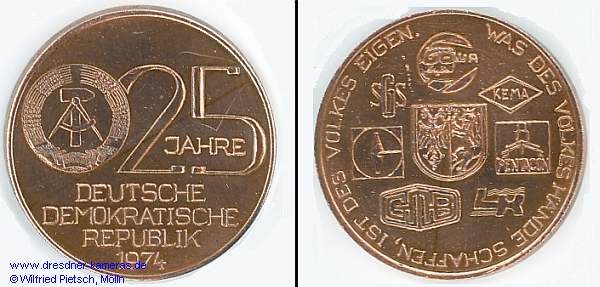 25
JAHRE
DEUTSCHE
DEMOKRATISCHE
REPUBLIK
1974
www.dresdner-kameras.de
©Wilfried Pietsch, Mölln
WAS DES VOLKES HÄNDE SCHAFFEN, IST DES VOLKES EIGEN.
KEMA
PENTACON